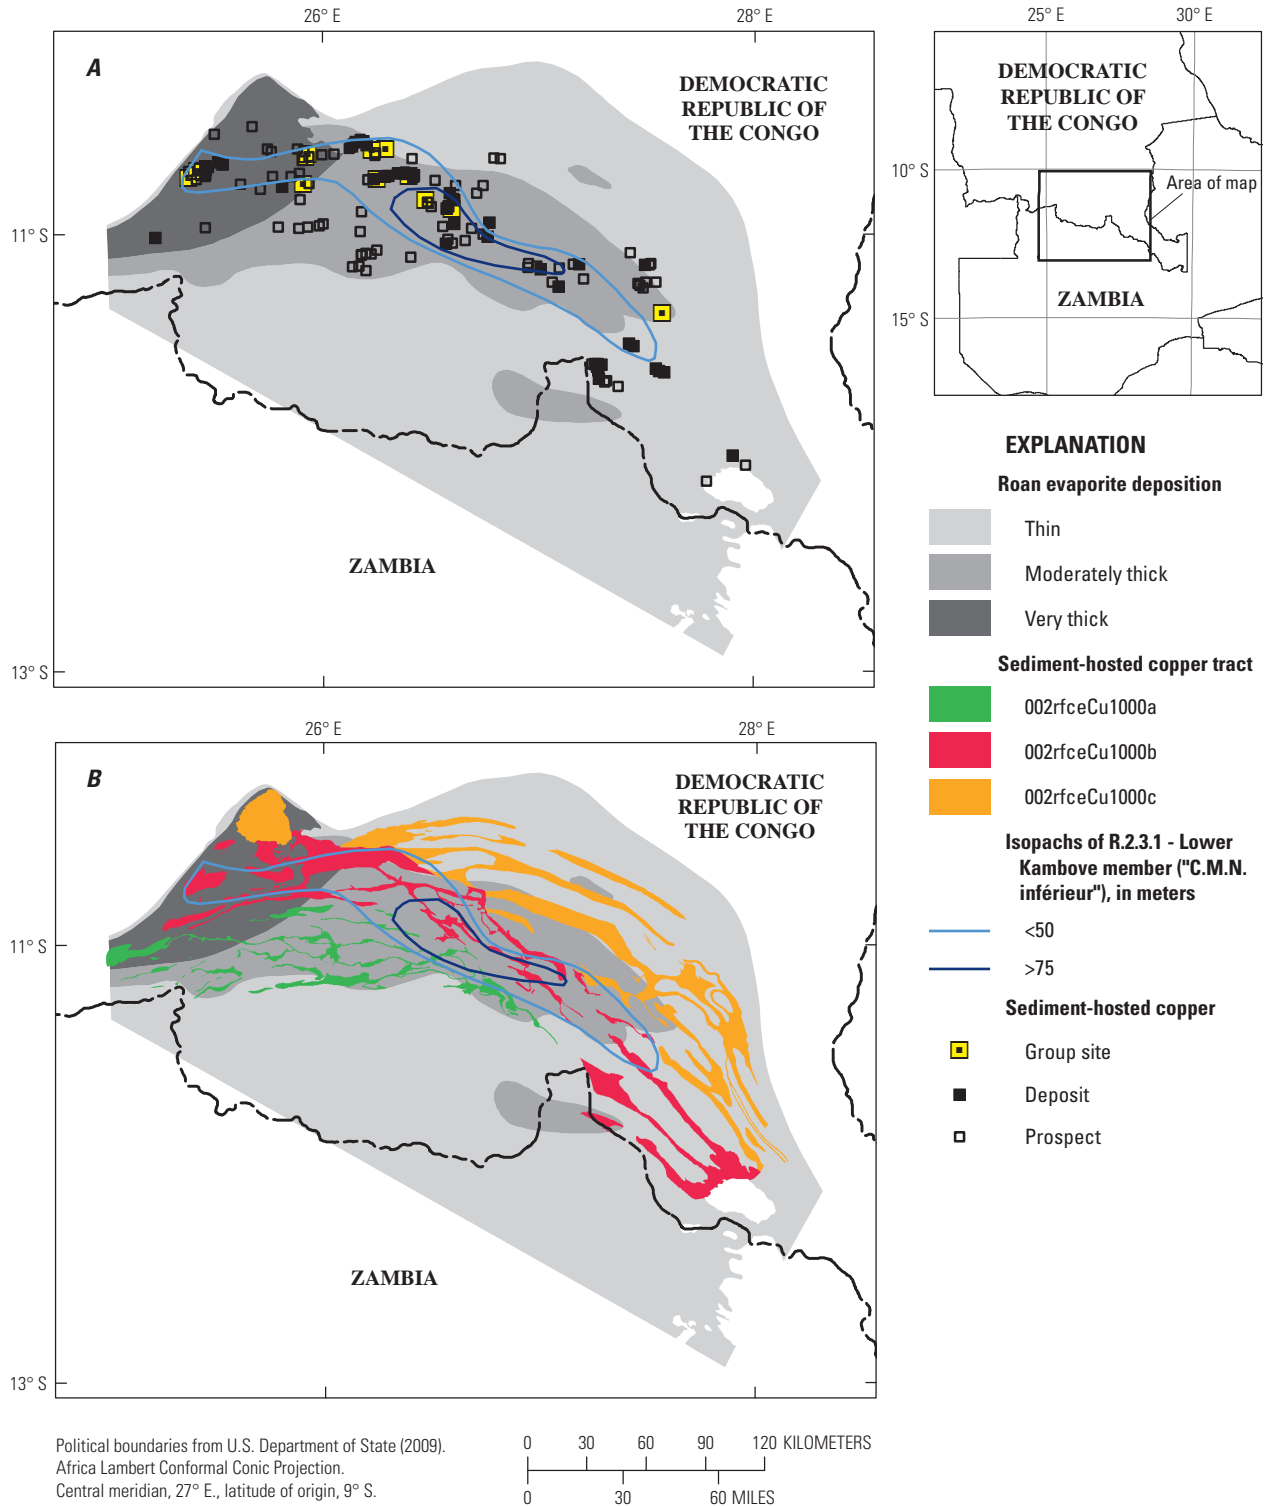 26° E
28° E
A
DEMOCRATIC
REPUBLIC OF
THE CONGO
11° S
ZAMBIA
13° S
25° E
30° E
DEMOCRATIC
REPUBLIC OF
THE CONGO
10° S
Area of map
ZAMBIA
15° S
EXPLANATION
Roan evaporite deposition
Thin
Moderately thick
Very thick
Sediment-hosted copper tract
002rfceCu1000a
002rfceCu1000b
002rfceCu1000c
Isopachs of R.2.3.1 - Lower
Kambove member ("C.M.N.
inférieur"), in meters
<50
>75
Sediment-hosted copper
Group site
Deposit
Prospect
26° E
28° E
B
DEMOCRATIC
REPUBLIC OF
THE CONGO
11° S
ZAMBIA
13° S
Political boundaries from U.S. Department of State (2009).
Africa Lambert Conformal Conic Projection.
Central meridian, 27° E., latitude of origin, 9° S.
0 30 60 90 120 KILOMETERS
0 30 60 MILES